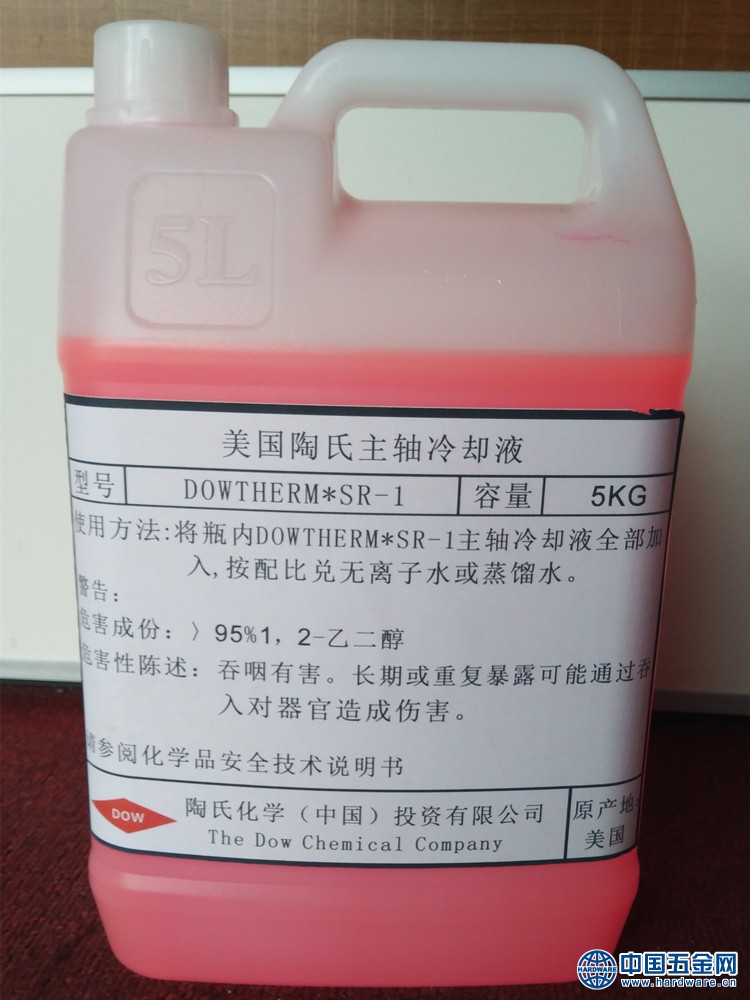 5L
美国陶氏主轴冷却液
型号 DOWTHERM*SR-1 容量 5KG
使用方法:将瓶内DOWTHERM*SR-1主轴冷却液全部加
入,按配比兑无离子水或蒸馏水。
警告:
危害成份:〉95%1,2-乙二醇
危害性陈述:吞咽有害。长期或重复暴露可能通过吞
入对器官造成伤害。
请参阅化学品安全技术说明书
DOW
陶氏化学（中国）投资有限公司
The Dow Chemical Company
原产地:
美国
HARDWARE
中国五金网
www.hardware.cn